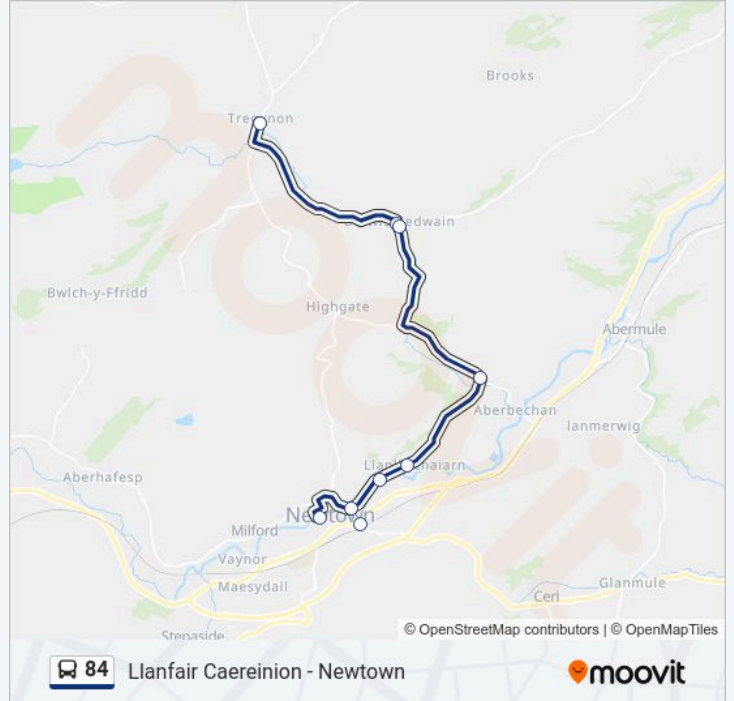 Brooks
Bwlch-y-Ffridd
Highgate
Abermule
Aberbechan
lanmerwig
Aberhafesp
Newtown
Milford
Vaynor
Maesydail
Ceri
Glanmule
Stepaside
© OpenStreetMap contributors | © OpenMapTiles
84 Llanfair Caereinion - Newtown
moovit